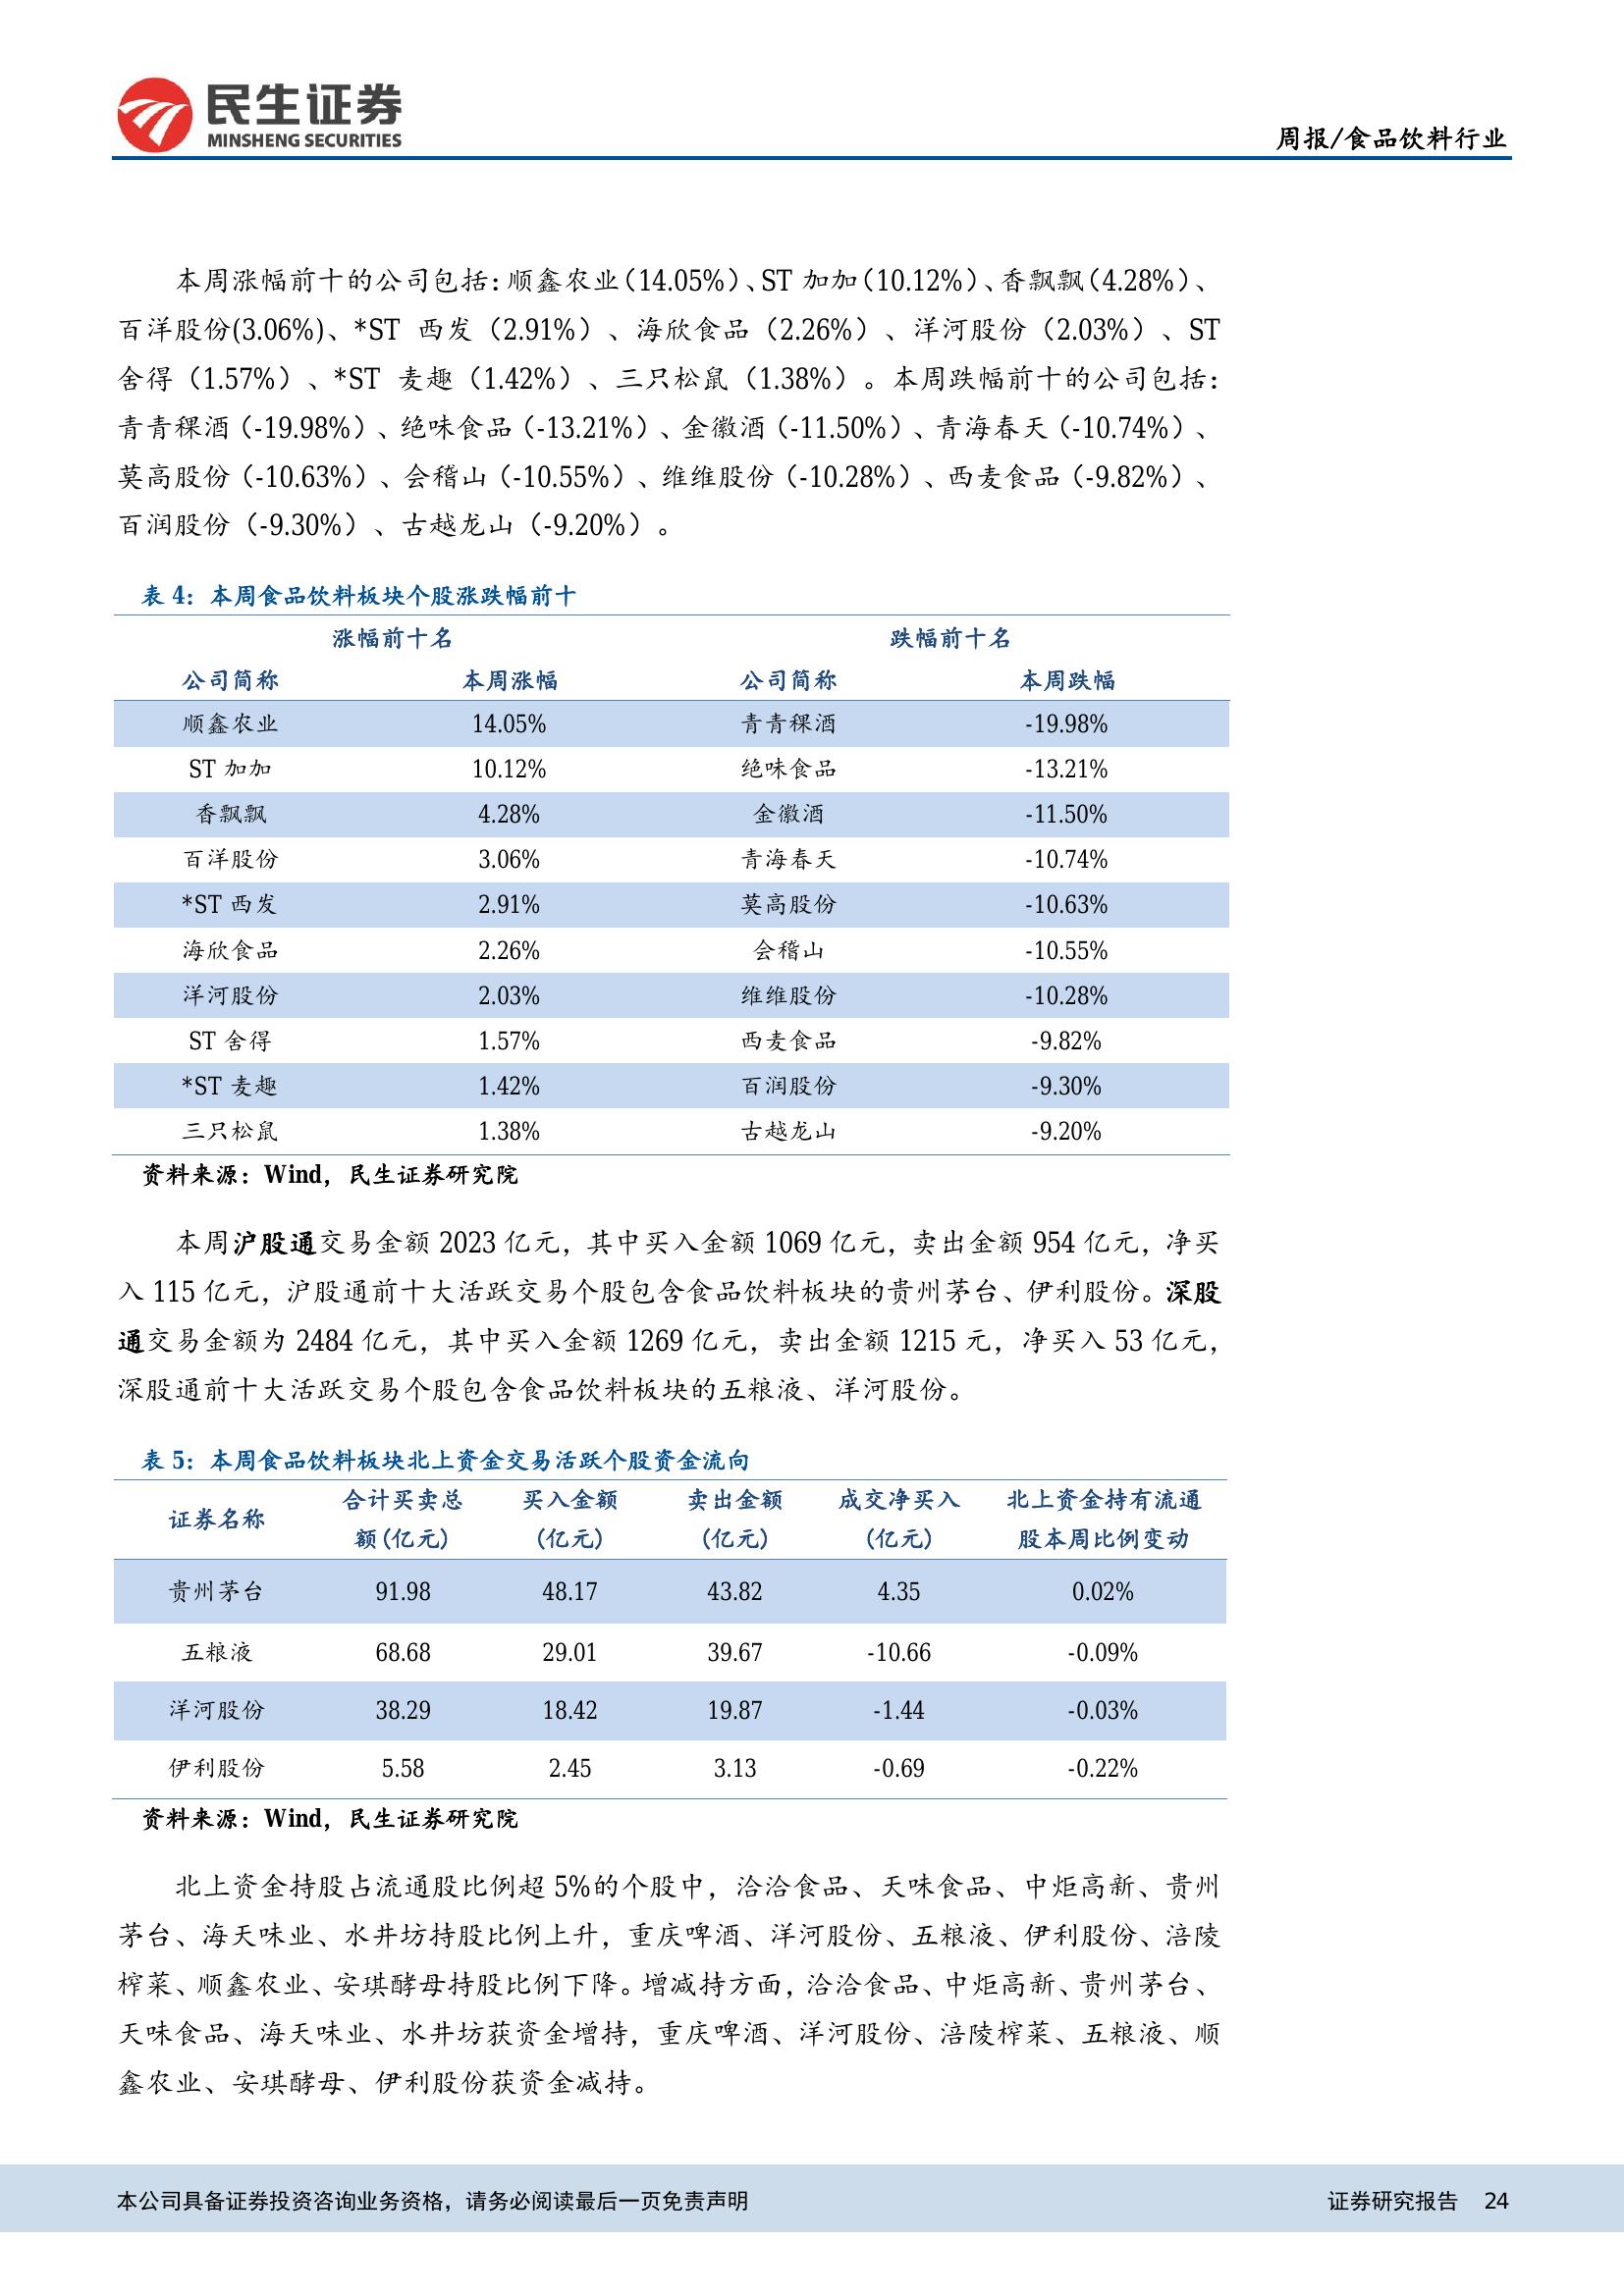 民生证券
MINSHENG SECURITIES
周报/食品饮料行业
本周涨幅前十的公司包括：顺鑫农业（14.05%）、ST 加加（10.12%）、香飘飘（4.28%）、
百洋股份(3.06%)、*ST 西发（2.91%）、海欣食品（2.26%）、洋河股份（2.03%）、ST
舍得（1.57%）、*ST 麦趣（1.42%）、三只松鼠（1.38%）。本周跌幅前十的公司包括：
青青稞酒（-19.98%）、绝味食品（-13.21%）、金徽酒（-11.50%）、青海春天（-10.74%）、
莫高股份（-10.63%）、会稽山（-10.55%）、维维股份（-10.28%）、西麦食品（-9.82%）、
百润股份（-9.30%）、古越龙山（-9.20%）。
表 4：本周食品饮料板块个股涨跌幅前十
涨幅前十名 跌幅前十名
公司简称 本周涨幅 公司简称 本周跌幅
顺鑫农业 14.05% 青青稞酒 -19.98%
ST 加加 10.12% 绝味食品 -13.21%
香飘飘 4.28% 金徽酒 -11.50%
百洋股份 3.06% 青海春天 -10.74%
*ST 西发 2.91% 莫高股份 -10.63%
海欣食品 2.26% 会稽山 -10.55%
洋河股份 2.03% 维维股份 -10.28%
ST 舍得 1.57% 西麦食品 -9.82%
*ST 麦趣 1.42% 百润股份 -9.30%
三只松鼠 1.38% 古越龙山 -9.20%
资料来源：Wind，民生证券研究院
本周沪股通交易金额 2023 亿元，其中买入金额 1069 亿元，卖出金额 954 亿元，净买
入 115 亿元，沪股通前十大活跃交易个股包含食品饮料板块的贵州茅台、伊利股份。深股
通交易金额为 2484 亿元，其中买入金额 1269 亿元，卖出金额 1215 元，净买入 53 亿元，
深股通前十大活跃交易个股包含食品饮料板块的五粮液、洋河股份。
表 5：本周食品饮料板块北上资金交易活跃个股资金流向
证券名称 合计买卖总 买入金额 卖出金额 成交净买入 北上资金持有流通
额(亿元) (亿元) (亿元) (亿元) 股本周比例变动
贵州茅台 91.98 48.17 43.82 4.35 0.02%
五粮液 68.68 29.01 39.67 -10.66 -0.09%
洋河股份 38.29 18.42 19.87 -1.44 -0.03%
伊利股份 5.58 2.45 3.13 -0.69 -0.22%
资料来源：Wind，民生证券研究院
北上资金持股占流通股比例超 5%的个股中，洽洽食品、天味食品、中炬高新、贵州
茅台、海天味业、水井坊持股比例上升，重庆啤酒、洋河股份、五粮液、伊利股份、涪陵
榨菜、顺鑫农业、安琪酵母持股比例下降。增减持方面，洽洽食品、中炬高新、贵州茅台、
天味食品、海天味业、水井坊获资金增持，重庆啤酒、洋河股份、涪陵榨菜、五粮液、顺
鑫农业、安琪酵母、伊利股份获资金减持。
本公司具备证券投资咨询业务资格，请务必阅读最后一页免责声明 证券研究报告 24